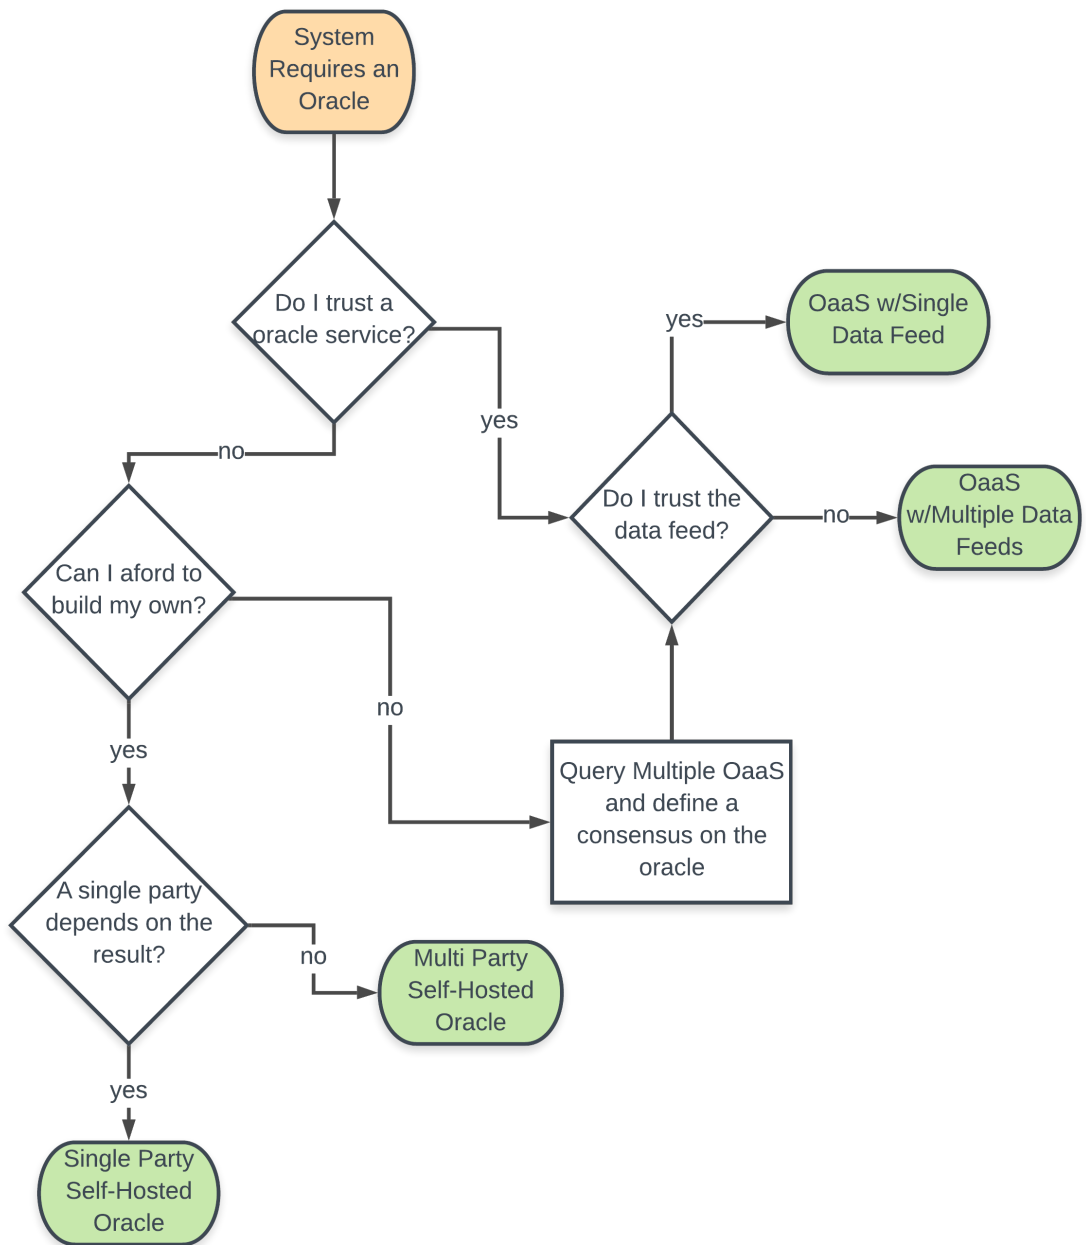 System
Requires an
Oracle
Do I trust a
oracle service?
yes
OaaS w/Single
Data Feed
yes
no
Do I trust the
data feed?
no
OaaS
w/Multiple Data
Feeds
Can I aford to
build my own?
no
yes
Query Multiple OaaS
and define a
consensus on the
oracle
A single party
depends on the
result?
no
Multi Party
Self-Hosted
Oracle
yes
Single Party
Self-Hosted
Oracle